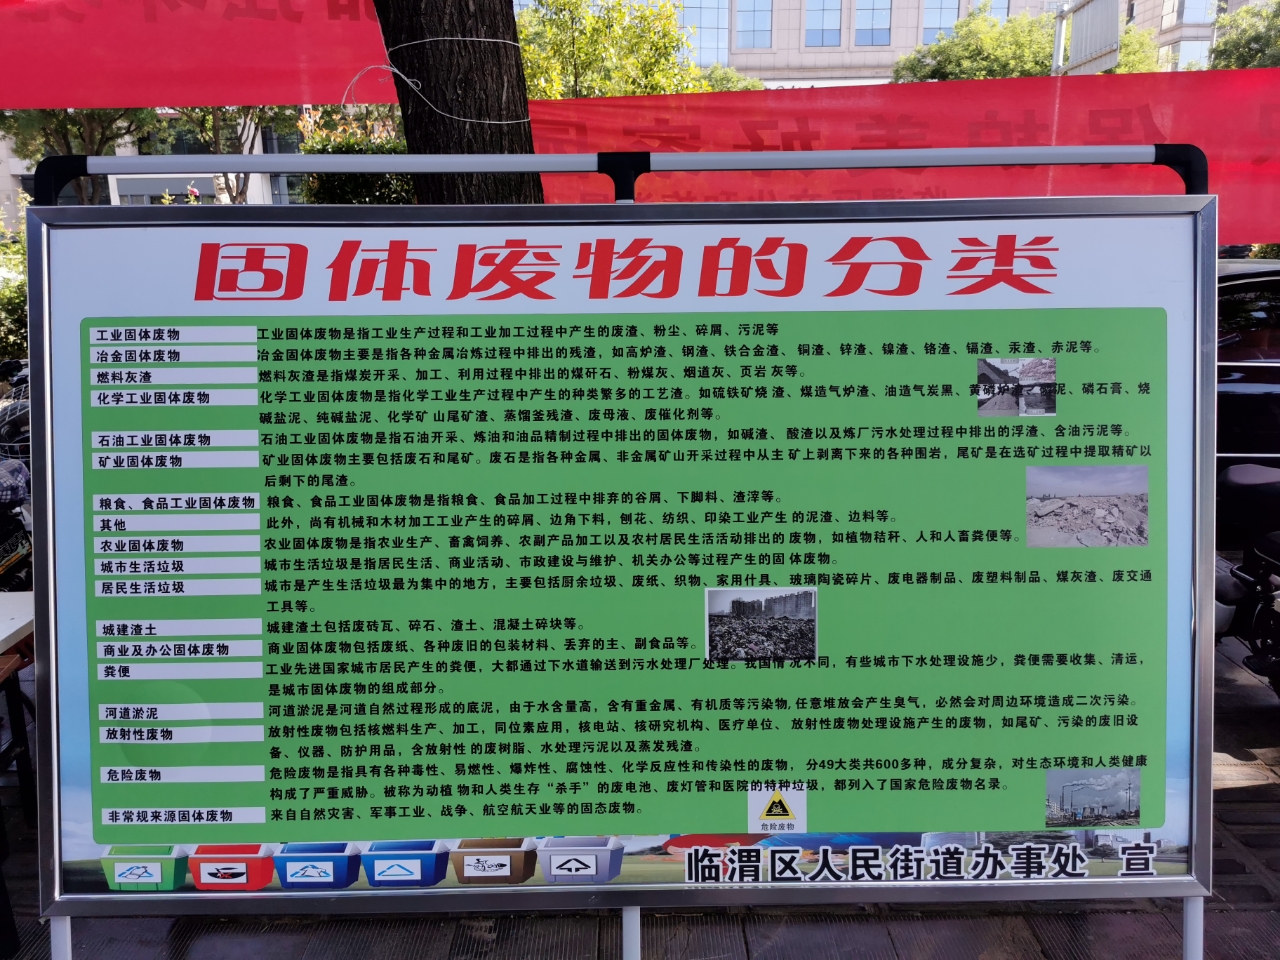 保护美好家园
固体废物的分类
工业固体废物 工业固体废物是指工业生产过程和工业加工过程中产生的废渣、粉尘、碎屑、污泥等
冶金固体废物 冶金固体废物主要是指各种金属冶炼过程中排出的残渣，如高炉渣、钢渣、铁合金渣、铜渣、锌渣、镍渣、铬渣、镉渣、汞渣、赤泥等。
燃料灰渣 燃料灰渣是指煤炭开采、加工、利用过程中排出的煤矸石、粉煤灰、烟道灰、页岩灰等。
化学工业固体废物 化学工业固体废物是指化学工业生产过程中产生的种类繁多的工艺渣。如硫铁矿烧渣、煤造气炉渣、油造气炭黑、黄磷炉渣、泥、磷石膏、烧
碱盐泥、纯碱盐泥、化学矿山尾矿渣、蒸馏釜残渣、废母液、废催化剂等。
石油工业固体废物 石油工业固体废物是指石油开采、炼油和油品精制过程中排出的固体废物，如碱渣、酸渣以及炼厂污水处理过程中排出的浮渣、含油污泥等。
矿业固体废物 矿业固体废物主要包括废石和尾矿。废石是指各种金属、非金属矿山开采过程中从主矿上剥离下来的各种围岩，尾矿是在选矿过程中提取精矿以
后剩下的尾渣。
粮食、食品工业固体废物 粮食、食品工业固体废物是指粮食、食品加工过程中排弃的谷屑、下脚料、渣滓等。
其他 此外，尚有机械和木材加工工业产生的碎屑、边角下料，刨花、纺织、印染工业产生的泥渣、边料等。
农业固体废物 农业固体废物是指农业生产、畜禽饲养、农副产品加工以及农村居民生活活动排出的废物，如植物秸秆、人和人畜粪便等。
城市生活垃圾 城市生活垃圾是指居民生活、商业活动、市政建设与维护、机关办公等过程产生的固体废物。
居民生活垃圾 城市是产生生活垃圾最为集中的地方，主要包括厨余垃圾、废纸、织物、家用什具、玻璃陶瓷碎片、废电器制品、废塑料制品、煤灰渣、废交通
工具等。
城建渣土 城建渣土包括废砖瓦、碎石、渣土、混凝土碎块等。
商业及办公固体废物 商业固体废物包括废纸、各种废旧的包装材料、丢弃的主、副食品等。
粪便 工业先进国家城市居民产生的粪便，大都通过下水道输送到污水处理厂处理。我国情况不同，有些城市下水处理设施少，粪便需要收集、清运，
是城市固体废物的组成部分。
河道淤泥 河道淤泥是河道自然过程形成的底泥，由于水含量高，含有重金属、有机质等污染物,任意堆放会产生臭气，必然会对周边环境造成二次污染。
放射性废物 放射性废物包括核燃料生产、加工，同位素应用，核电站、核研究机构、医疗单位、放射性废物处理设施产生的废物，如尾矿、污染的废旧设
备、仪器、防护用品，含放射性的废树脂、水处理污泥以及蒸发残渣。
危险废物 危险废物是指具有各种毒性、易燃性、爆炸性、腐蚀性、化学反应性和传染性的废物，分49大类共600多种，成分复杂，对生态环境和人类健康
构成了严重威胁。被称为动植物和人类生存“杀手”的废电池、废灯管和医院的特种垃圾，都列入了国家危险废物名录。
非常规来源固体废物 来自自然灾害、军事工业、战争、航空航天业等的固态废物。
危险废物
临渭区人民街道办事处 宣